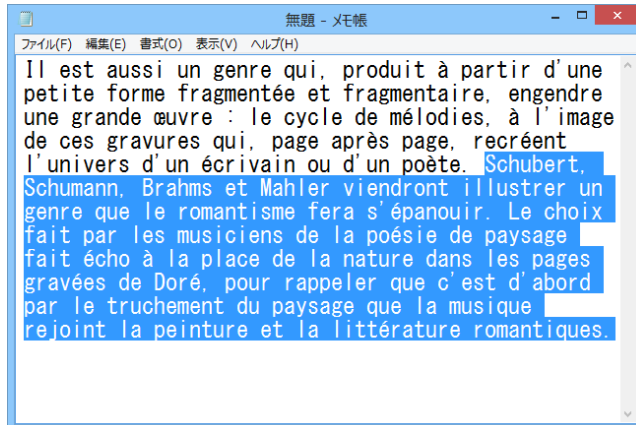 無題 - メモ帳
ファイル(F) 編集(E) 書式(O) 表示(V) ヘルプ(H)
Il est aussi un genre qui, produit à partir d'une
petite forme fragmentée et fragmentaire, engendre
une grande œuvre : le cycle de mélodies, à l'image
de ces gravures qui, page après page, recréent
l'univers d'un écrivain ou d'un poète. Schubert,
Schumann, Brahms et Mahler viendront illustrer un
genre que le romantisme fera s'épanouir. Le choix
fait par les musiciens de la poésie de paysage
fait écho à la place de la nature dans les pages
gravées de Doré, pour rappeler que c'est d'abord
par le truchement du paysage que la musique
rejoint la peinture et la littérature romantiques.